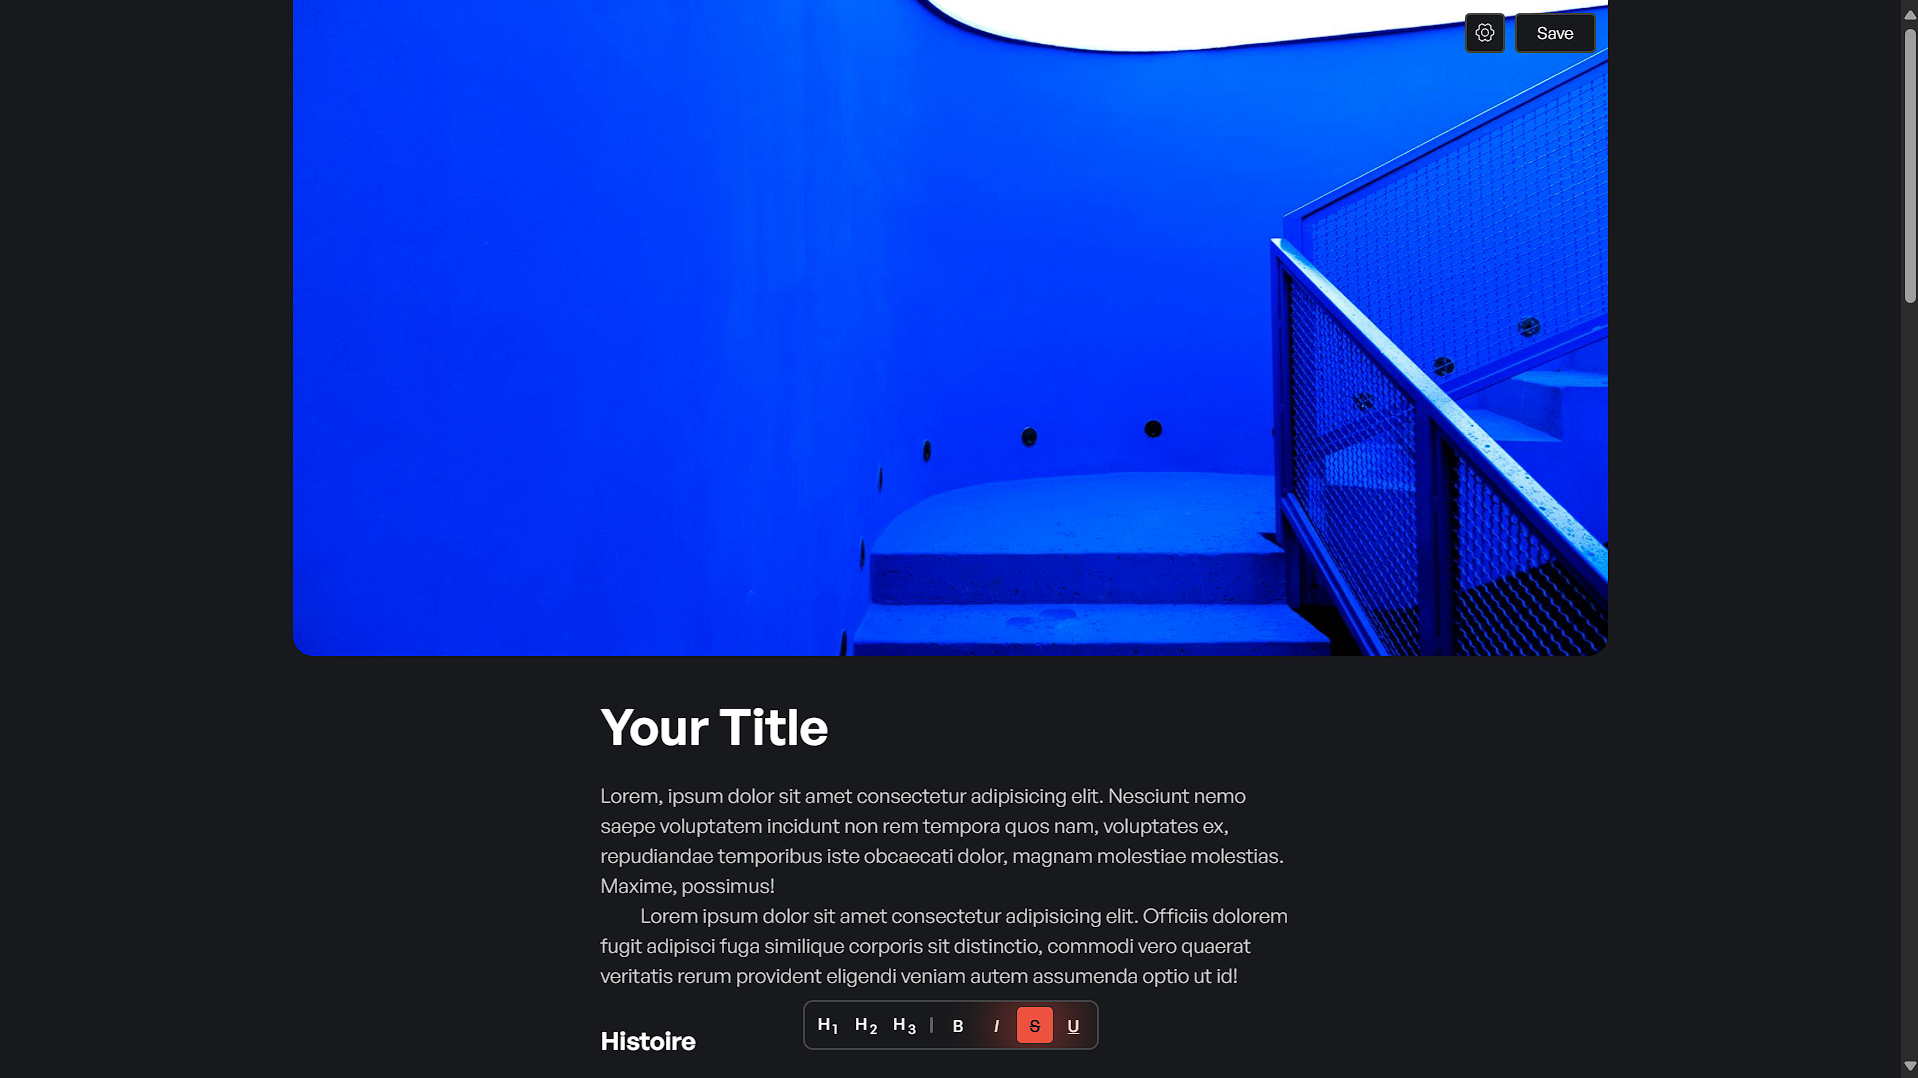 Save
Your Title
Lorem, ipsum dolor sit amet consectetur adipisicing elit. Nesciunt nemo
saepe voluptatem incidunt non rem tempora quos nam, voluptates ex,
repudiandae temporibus iste obcaecati dolor, magnam molestiae molestias.
Maxime, possimus!
Lorem ipsum dolor sit amet consectetur adipisicing elit. Officiis dolorem
fugit adipisci fuga similique corporis sit distinctio, commodi vero quaerat
veritatis rerum provident eligendi veniam autem assumenda optio ut id!
Histoire
H1 H2 H3 | B I S U